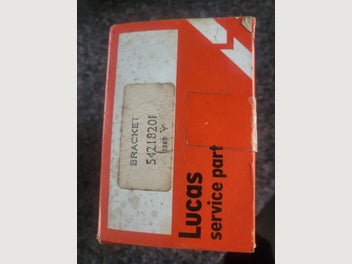 BRACKET
54218201
Lucas
service part